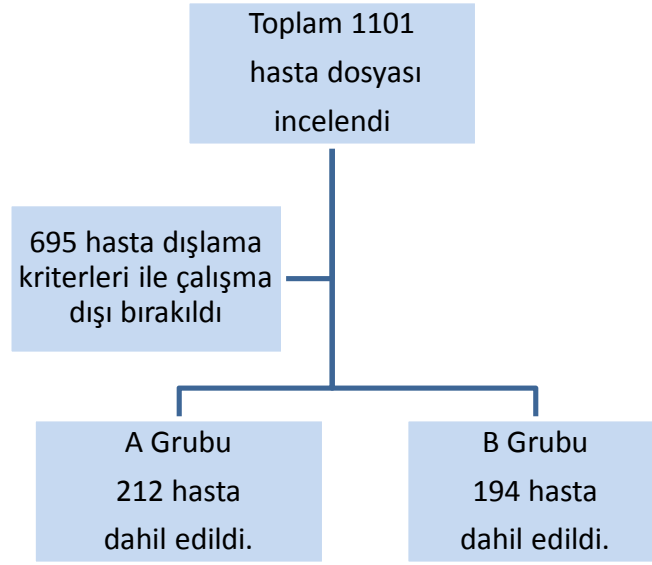 Toplam 1101
hasta dosyası
incelendi
695 hasta dışlama
kriterleri ile çalışma
dışı bırakıldı
A Grubu
212 hasta
dahil edildi.
B Grubu
194 hasta
dahil edildi.